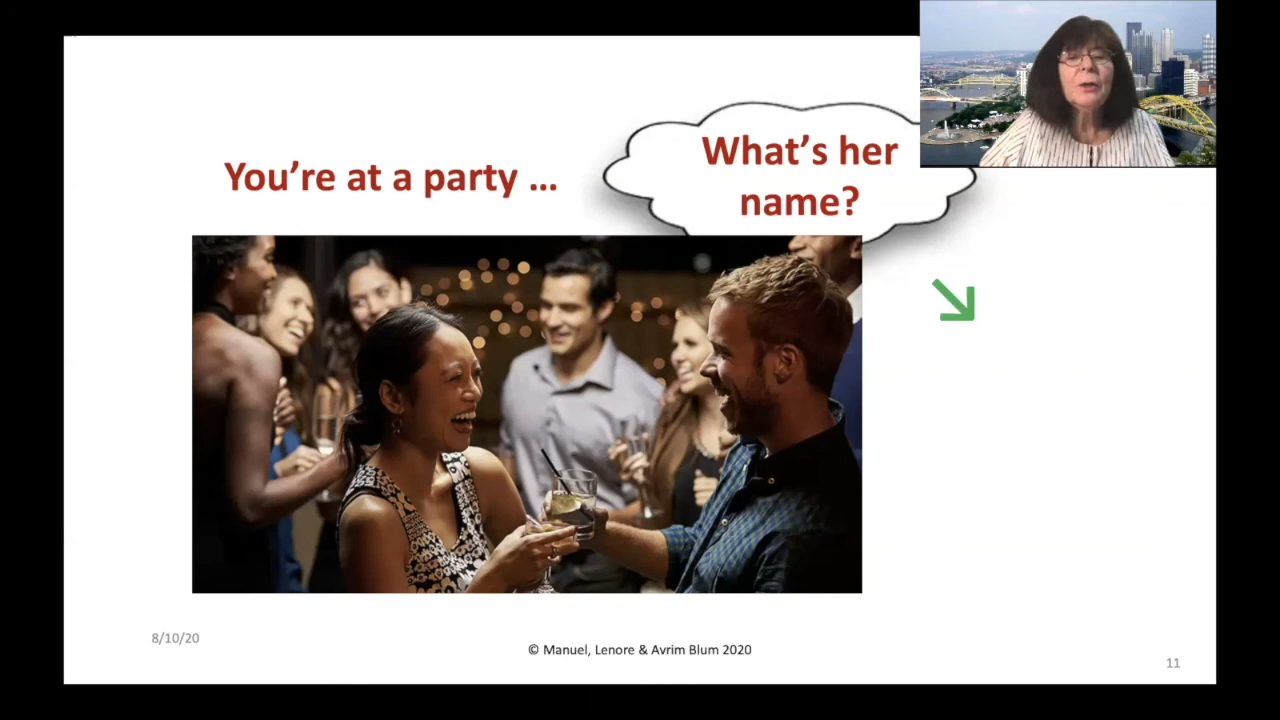 You're at a party ...
What's her
name?
8/10/20
© Manuel, Lenore & Avrim Blum 2020
11